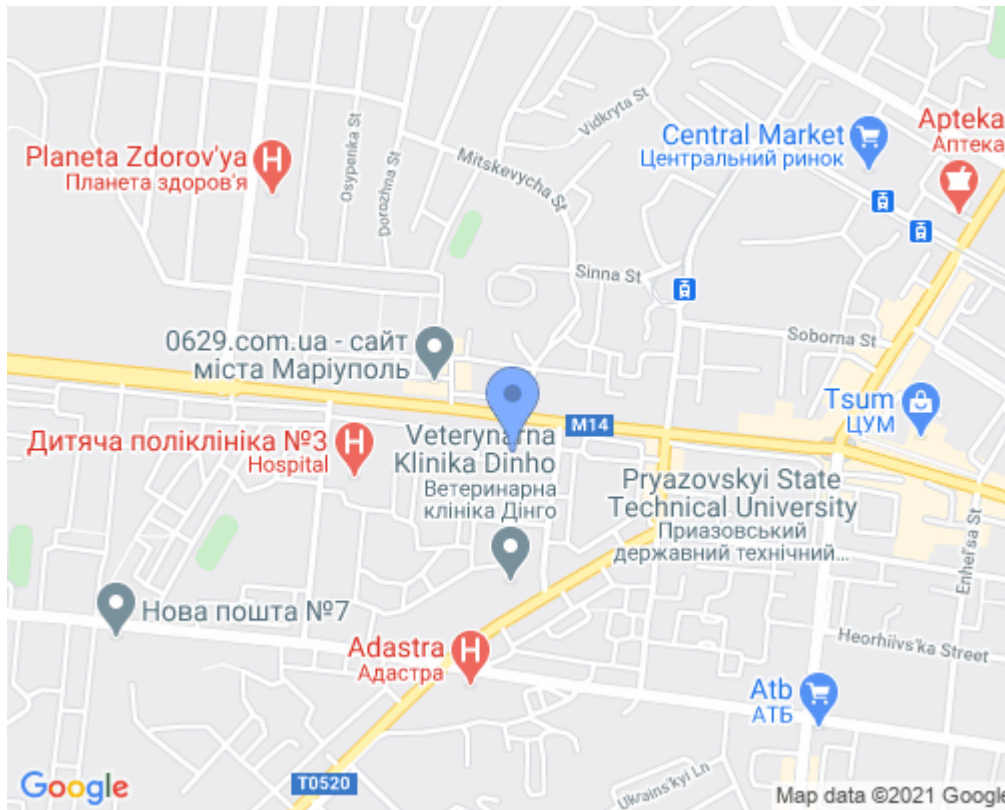 Vidkryta St
Central Market
Центральний ринок
Apteka
Аптека
Planeta Zdorov'ya
Планета здоров'я
Osypenka St
Dorozhna St
Mitskevycha St
Sinna St
Soborna St
0629.com.ua - сайт
міста Маріуполь
Tsum
ЦУМ
M14
Дитяча поліклініка №3
Hospital
Veterynarna
Klinika Dinho
Ветеринарна
клініка Дінго
Pryazovskyi State
Technical University
Приазовський
державний технічний...
Enhel'sa St
Нова пошта №7
Heorhiivs'ka Street
Adastra
Адастра
Atb
АТБ
T0520
Ukrains'kyi Ln
Google
Map data ©2021 Google